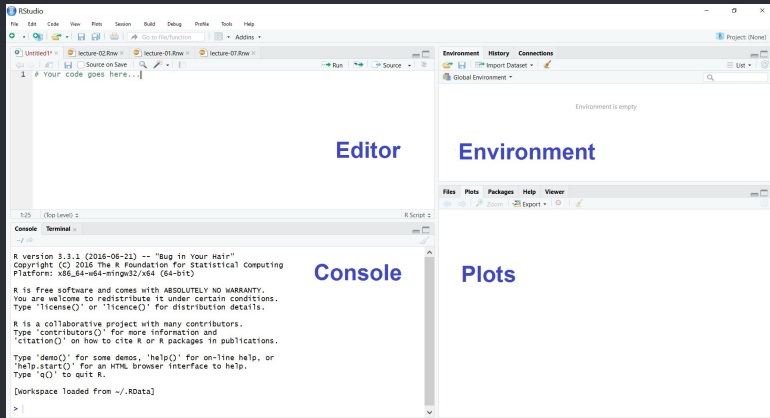 RStudio
File Edit Code View Plots Session Build Debug Profile Tools Help
Go to file/function Addins Project (None)
Untitled1* lecture-02.Rnw lecture-01.Rnw lecture-07.Rnw
Source on Save Run Source
1 # Your code goes here...
Editor
1:25 (Top Level) R Script
Console Terminal
~/
R version 3.3.1 (2016-06-21) -- "Bug in Your Hair"
Copyright (C) 2016 The R Foundation for Statistical Computing
Platform: x86_64-w64-mingw32/x64 (64-bit)
R is free software and comes with ABSOLUTELY NO WARRANTY.
You are welcome to redistribute it under certain conditions.
Type 'license()' or 'licence()' for distribution details.
R is a collaborative project with many contributors.
Type 'contributors()' for more information and
'citation()' on how to cite R or R packages in publications.
Type 'demo()' for some demos, 'help()' for on-line help, or
'help.start()' for an HTML browser interface to help.
Type 'q()' to quit R.
[Workspace loaded from ~/.RData]
>
Console
Environment History Connections
Import Dataset List
Global Environment
Environment is empty
Environment
Files Plots Packages Help Viewer
Zoom Export
Plots